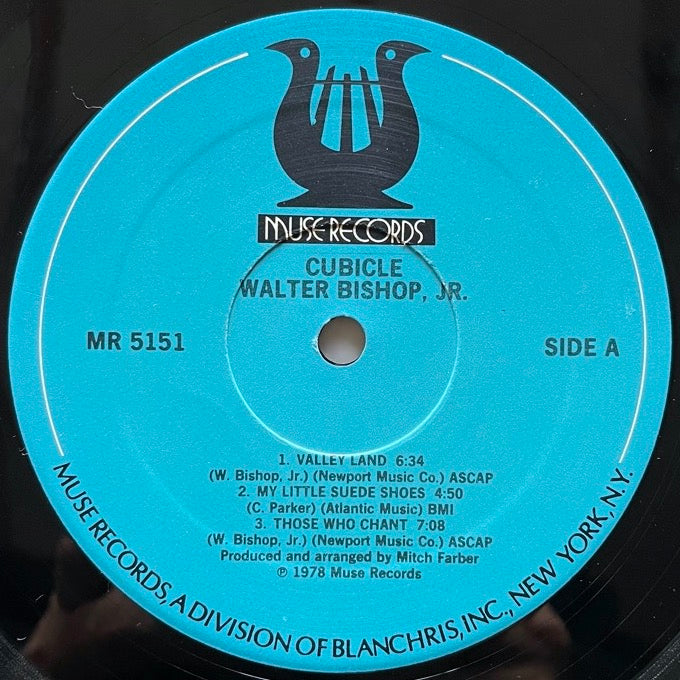 MUSE RECORDS
CUBICLE
WALTER BISHOP, JR.
MR 5151
SIDE A
1. VALLEY LAND 6:34
(W. Bishop, Jr.) (Newport Music Co.) ASCAP
2. MY LITTLE SUEDE SHOES 4:50
(C. Parker) (Atlantic Music) BMI
3. THOSE WHO CHANT 7:08
(W. Bishop, Jr.) (Newport Music Co.) ASCAP
Produced and arranged by Mitch Farber
℗ 1978 Muse Records
MUSE RECORDS, A DIVISION OF BLANCHRIS, INC., NEW YORK, N.Y.